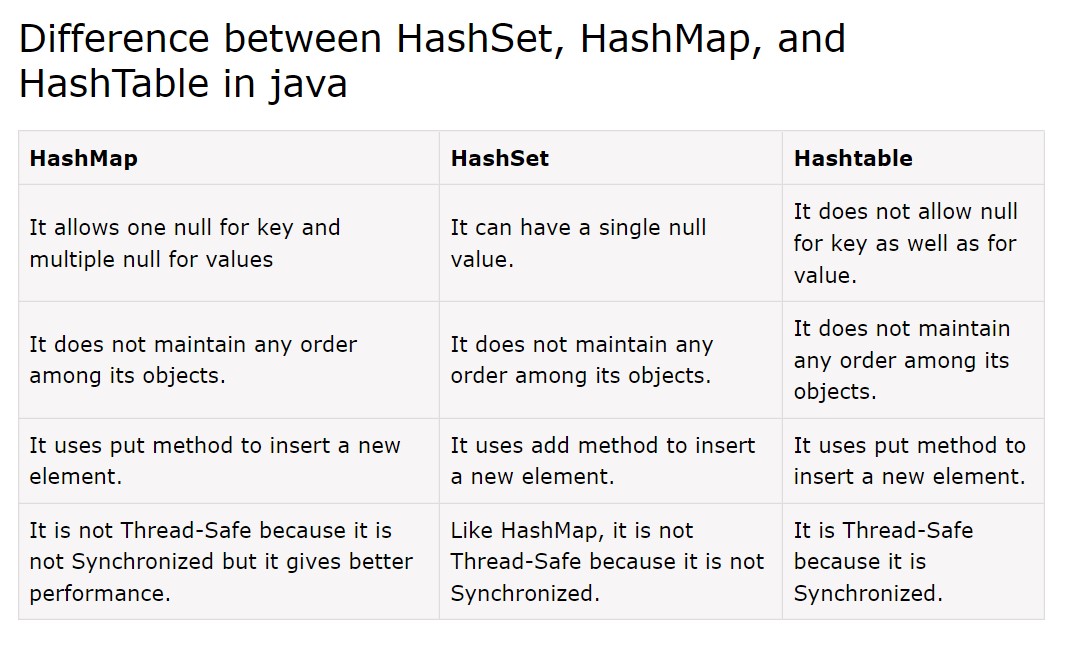 Difference between HashSet, HashMap, and
HashTable in java
HashMap
HashSet
Hashtable
It allows one null for key and
multiple null for values
It can have a single null
value.
It does not allow null
for key as well as for
value.
It does not maintain any order
among its objects.
It does not maintain any
order among its objects.
It does not maintain
any order among its
objects.
It uses put method to insert a new
element.
It uses add method to insert
a new element.
It uses put method to
insert a new element.
It is not Thread-Safe because it is
not Synchronized but it gives better
performance.
Like HashMap, it is not
Thread-Safe because it is not
Synchronized.
It is Thread-Safe
because it is
Synchronized.